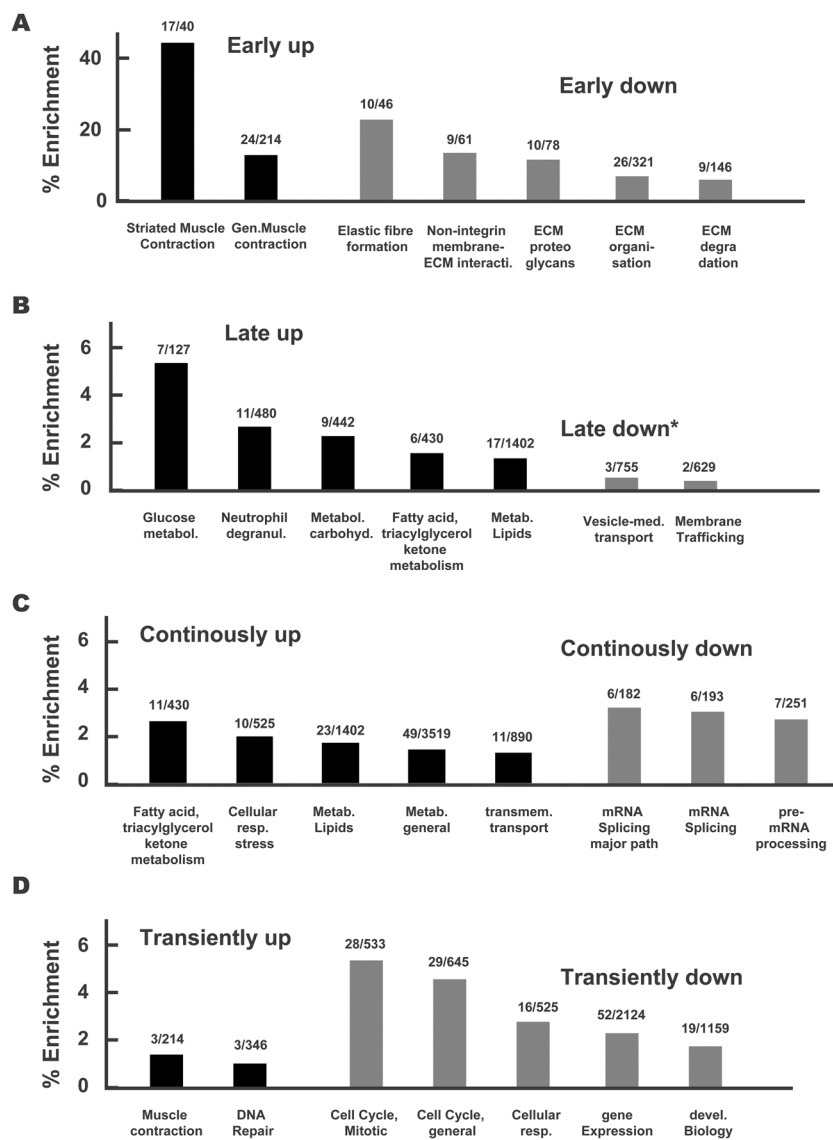 A
Early up
Early down
% Enrichment
40
20
0
17/40
24/214
10/46
9/61
10/78
26/321
9/146
Striated Muscle
Contraction
Gen.Muscle
contraction
Elastic fibre
formation
Non-integrin
membrane-
ECM interacti.
ECM
proteo
glycans
ECM
organi-
sation
ECM
degra
dation
B
Late up
Late down*
% Enrichment
6
4
2
0
7/127
11/480
9/442
6/430
17/1402
3/755
2/629
Glucose
metabol.
Neutrophil
degranul.
Metabol.
carbohyd.
Fatty acid,
triacylglycerol
ketone
metabolism
Metab.
Lipids
Vesicle-med.
transport
Membrane
Trafficking
C
Continously up
Continously down
% Enrichment
6
4
2
0
11/430
10/525
23/1402
49/3519
11/890
6/182
6/193
7/251
Fatty acid,
triacylglycerol
ketone
metabolism
Cellular
resp.
stress
Metab.
Lipids
Metab.
general
transmem.
transport
mRNA
Splicing
major path
mRNA
Splicing
pre-
mRNA
processing
D
Transiently up
Transiently down
% Enrichment
6
4
2
0
3/214
3/346
28/533
29/645
16/525
52/2124
19/1159
Muscle
contraction
DNA
Repair
Cell Cycle,
Mitotic
Cell Cycle,
general
Cellular
resp.
gene
Expression
devel.
Biology